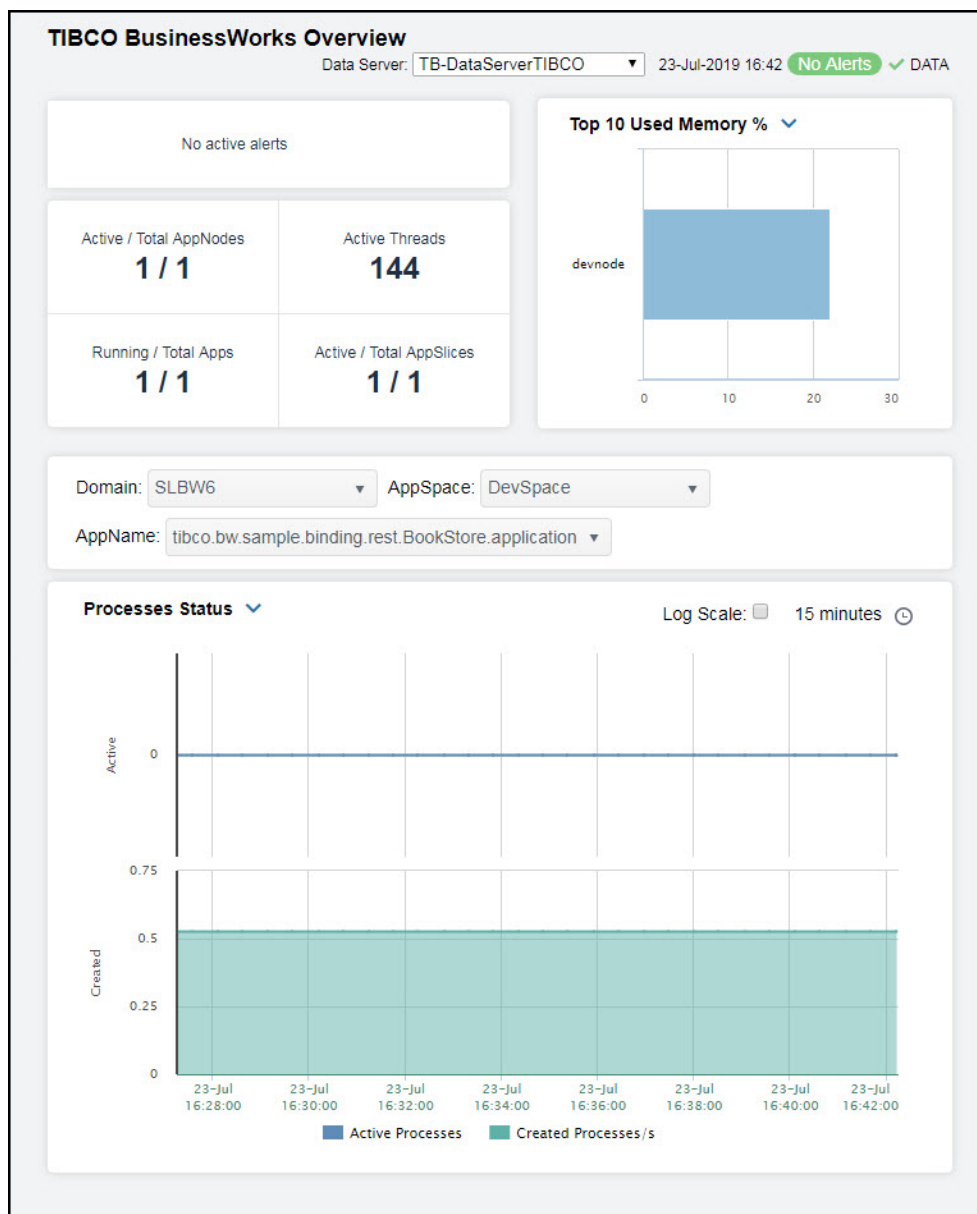 TIBCO BusinessWorks Overview
Data Server: TB-DataServerTIBCO 23-Jul-2019 16:42 No Alerts DATA
No active alerts
Top 10 Used Memory %
devnode
0 10 20 30
Active / Total AppNodes
1 / 1
Active Threads
144
Running / Total Apps
1 / 1
Active / Total AppSlices
1 / 1
Domain: SLBW6 AppSpace: DevSpace
AppName: tibco.bw.sample.binding.rest.BookStore.application
Processes Status Log Scale: 15 minutes
Active
0
Created
0.75
0.5
0.25
0
23-Jul 23-Jul 23-Jul 23-Jul 23-Jul 23-Jul 23-Jul 23-Jul
16:28:00 16:30:00 16:32:00 16:34:00 16:36:00 16:38:00 16:40:00 16:42:00
Active Processes Created Processes/s